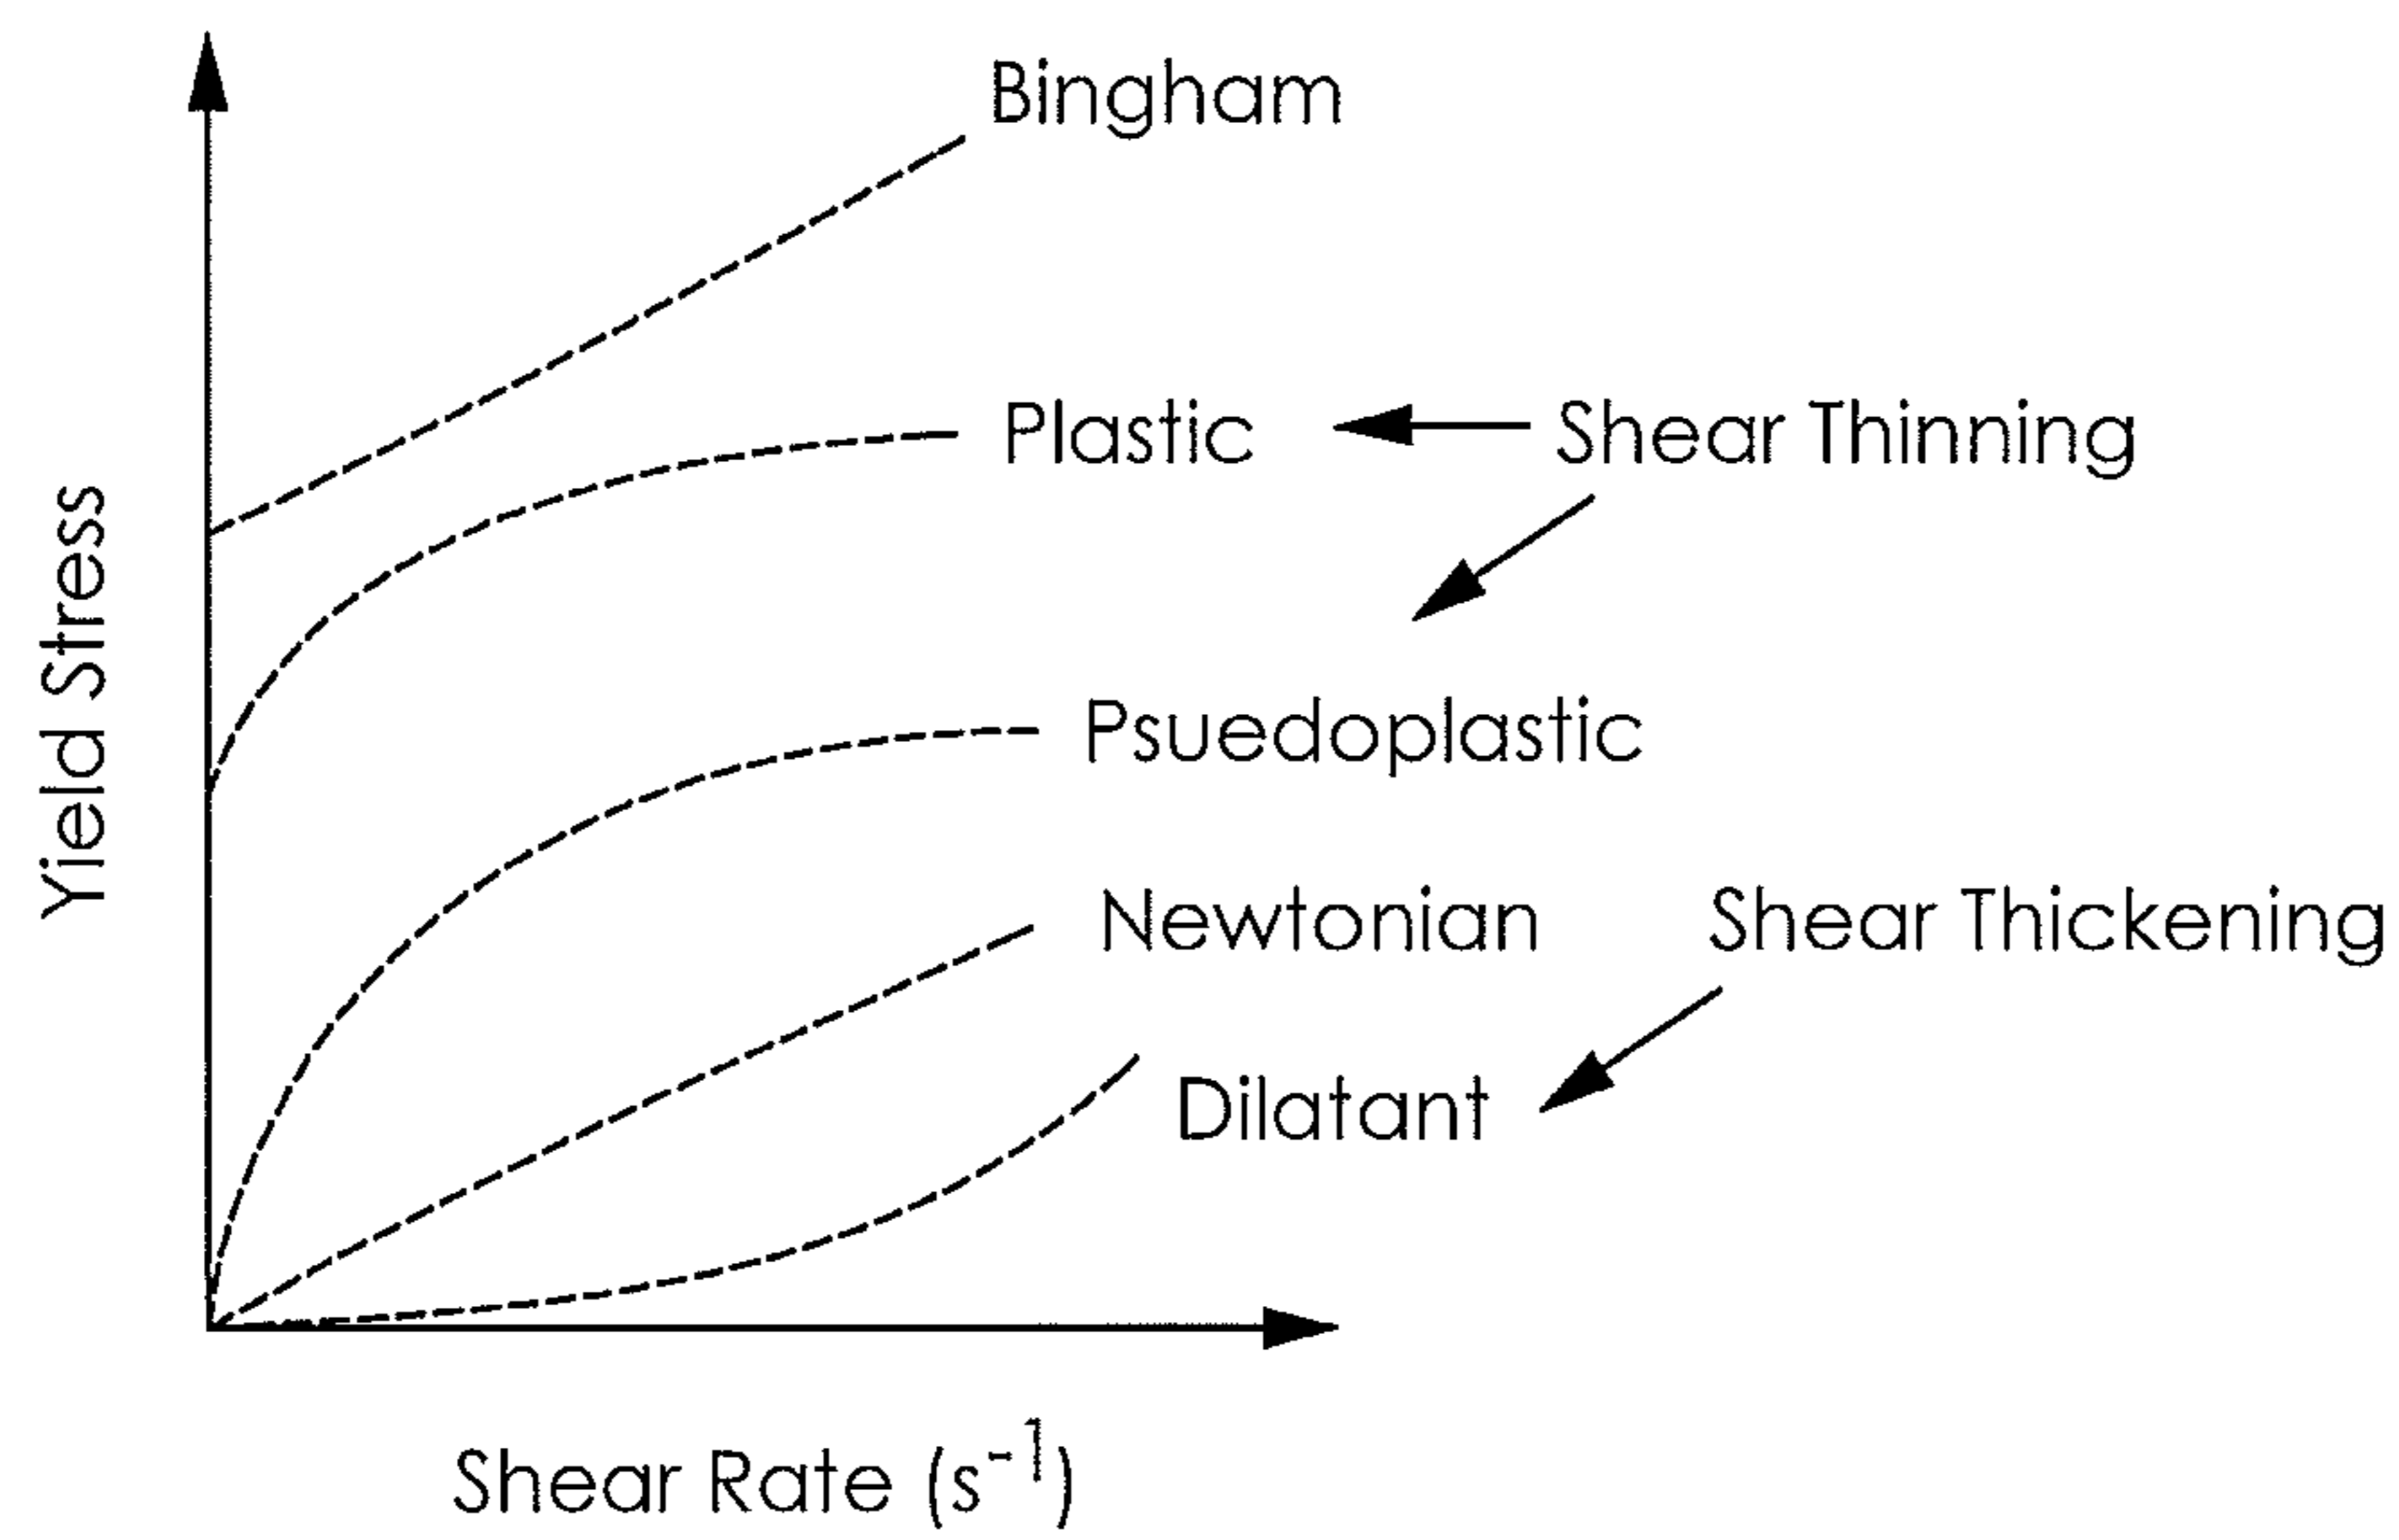 Bingham
Plastic
Shear Thinning
Yield Stress
Psuedoplastic
Newtonian
Shear Thickening
Dilatant
Shear Rate (s⁻¹)